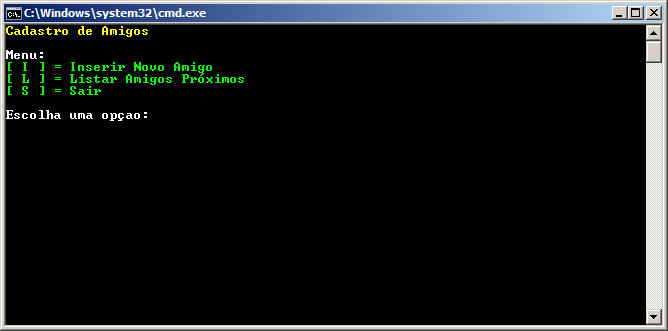 C:\Windows\system32\cmd.exe
Cadastro de Amigos
Menu:
[ I ] = Inserir Novo Amigo
[ L ] = Listar Amigos Próximos
[ S ] = Sair
Escolha uma opçao: